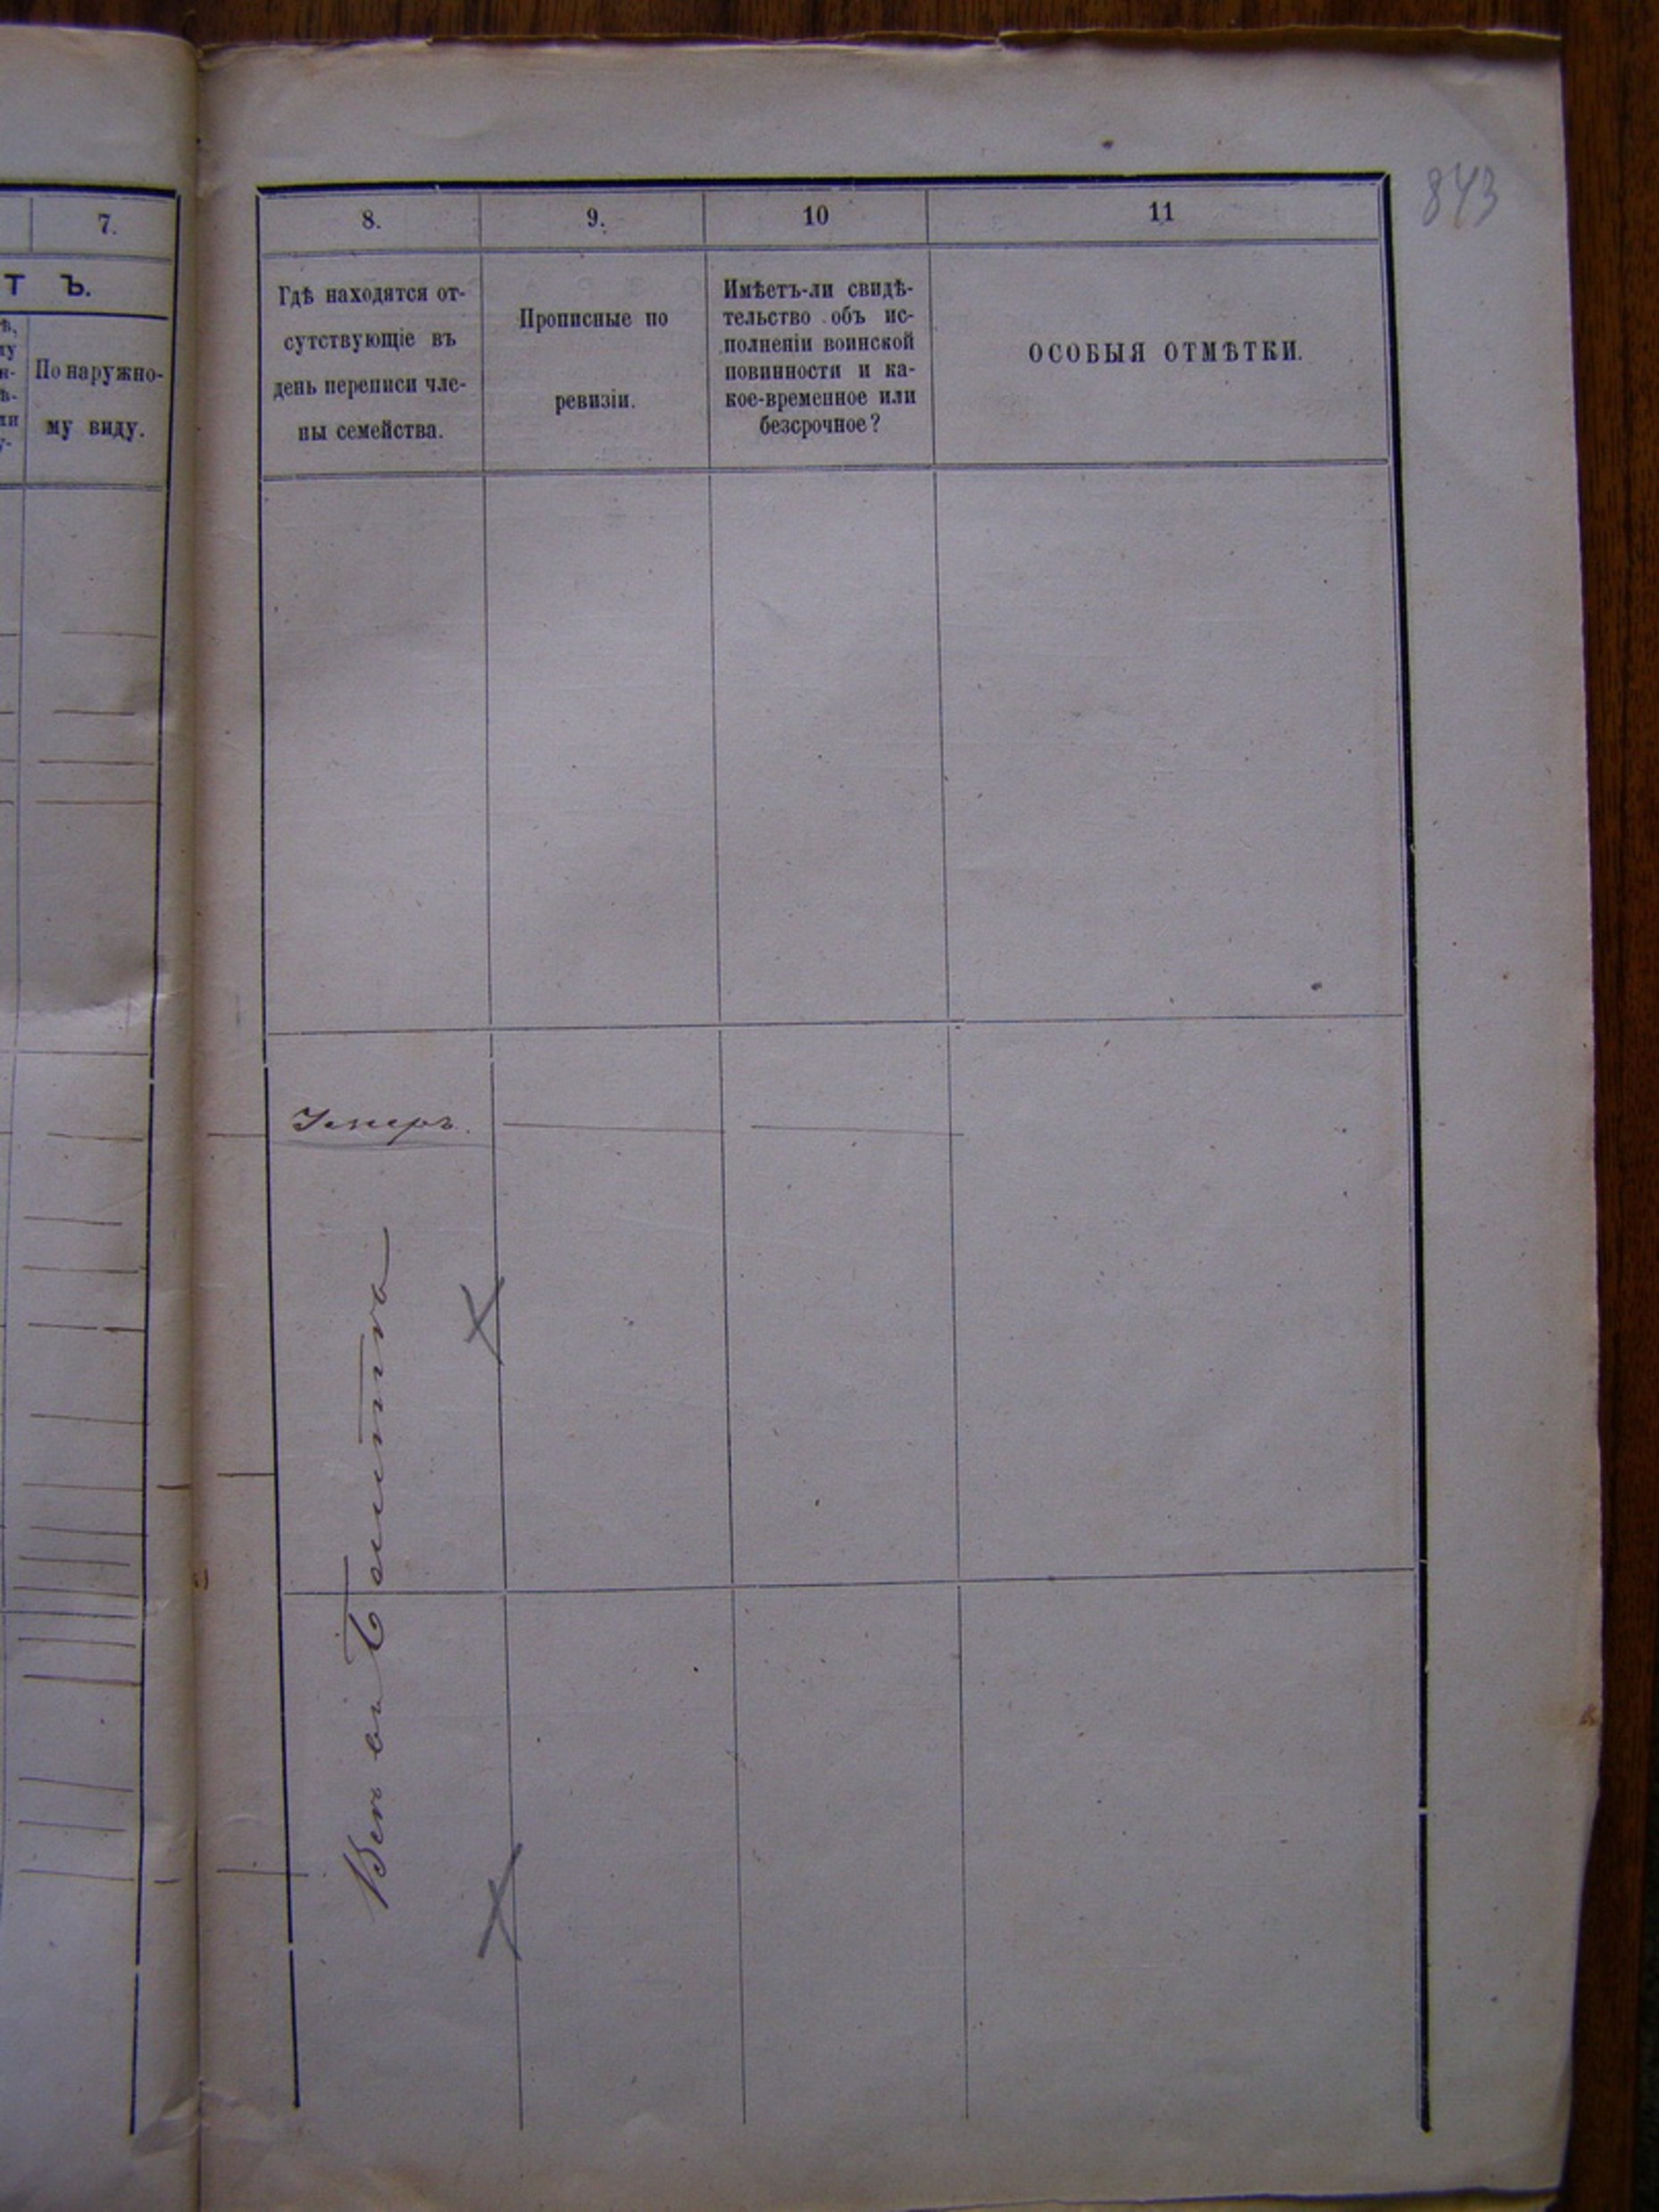 843
7.
Т Ъ.
По наружно-
му виду.
8.
9.
10
11
Гдѣ находятся от-
сутствующіе въ
день переписи чле-
ны семейства.
Прописные по
ревизіи.
Имѣетъ-ли свидѣ-
тельство объ ис-
полненіи воинской
повинности и ка-
кое-временное или
безсрочное?
ОСОБЫЯ ОТМѢТКИ.
Умеръ.